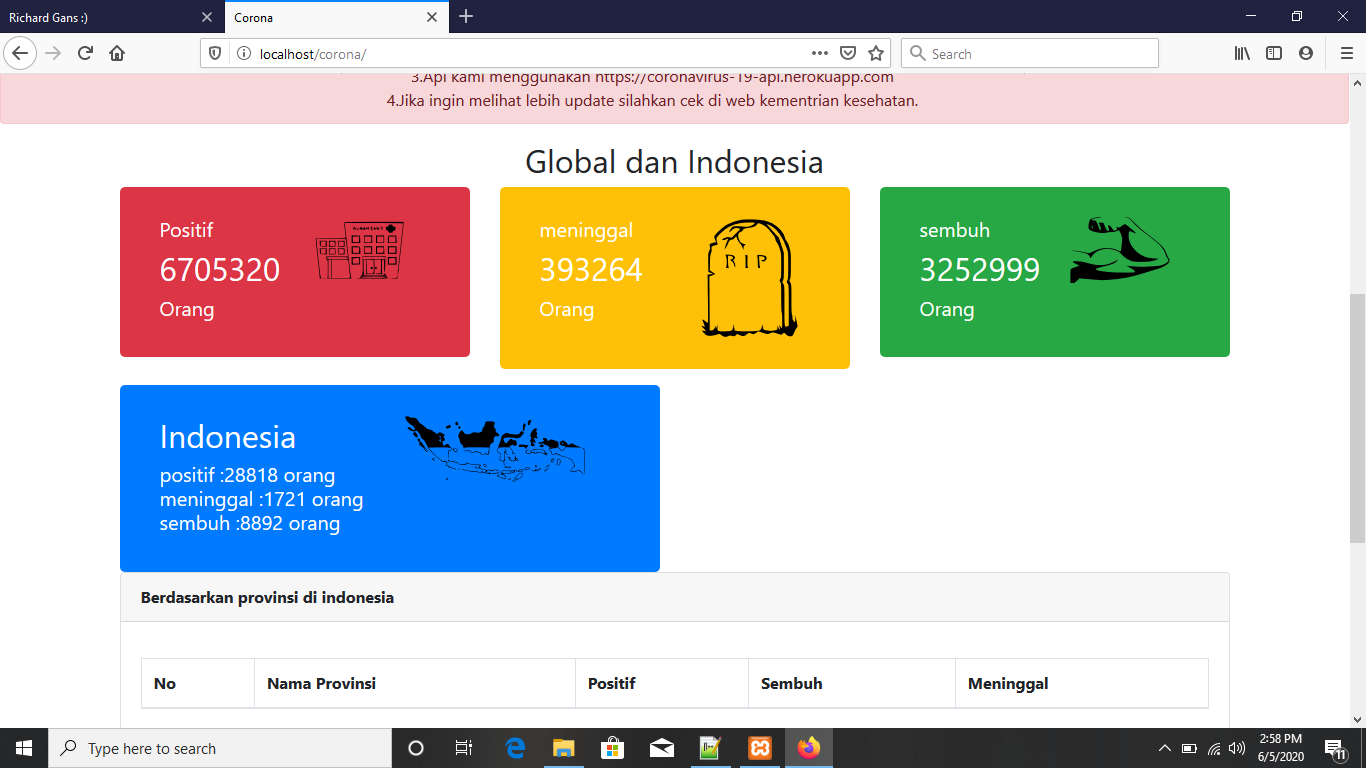 Richard Gans :)
Corona
localhost/corona/
Search
3.Api kami menggunakan https://coronavirus-19-api.herokuapp.com
4.Jika ingin melihat lebih update silahkan cek di web kementrian kesehatan.
Global dan Indonesia
Positif
6705320
Orang
meninggal
393264
Orang
RIP
sembuh
3252999
Orang
Indonesia
positif :28818 orang
meninggal :1721 orang
sembuh :8892 orang
Berdasarkan provinsi di indonesia
No Nama Provinsi Positif Sembuh Meninggal
Type here to search
2:58 PM
6/5/2020
11